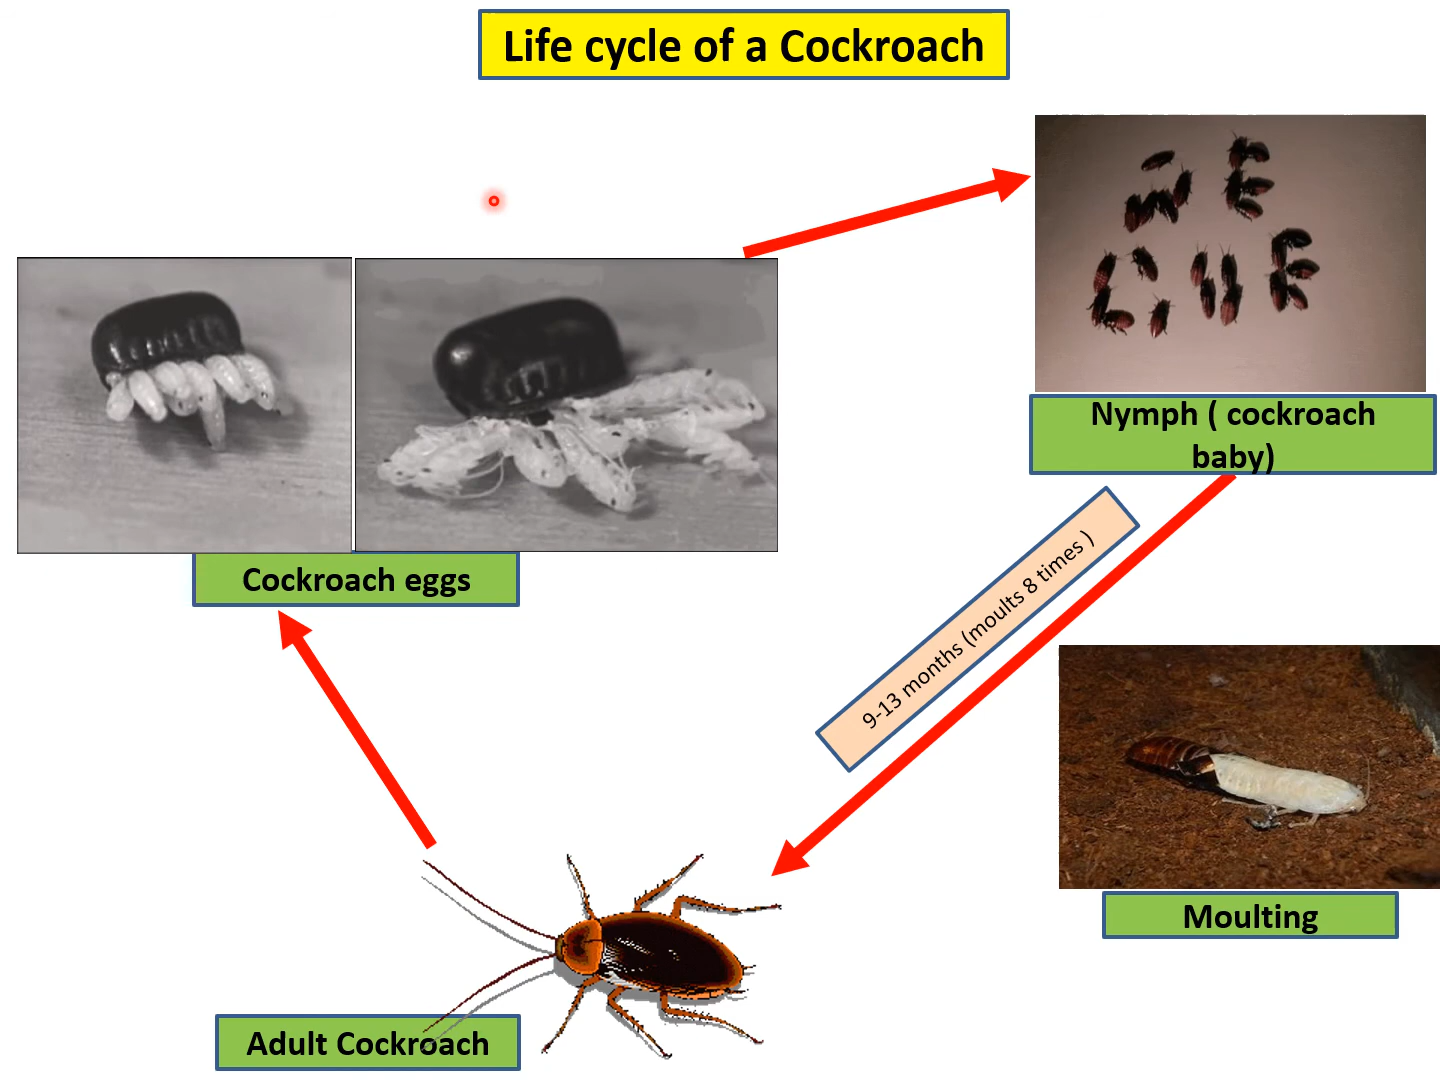 Life cycle of a Cockroach
Nymph ( cockroach
baby)
Cockroach eggs
9-13 months (moults 8 times )
Moulting
Adult Cockroach